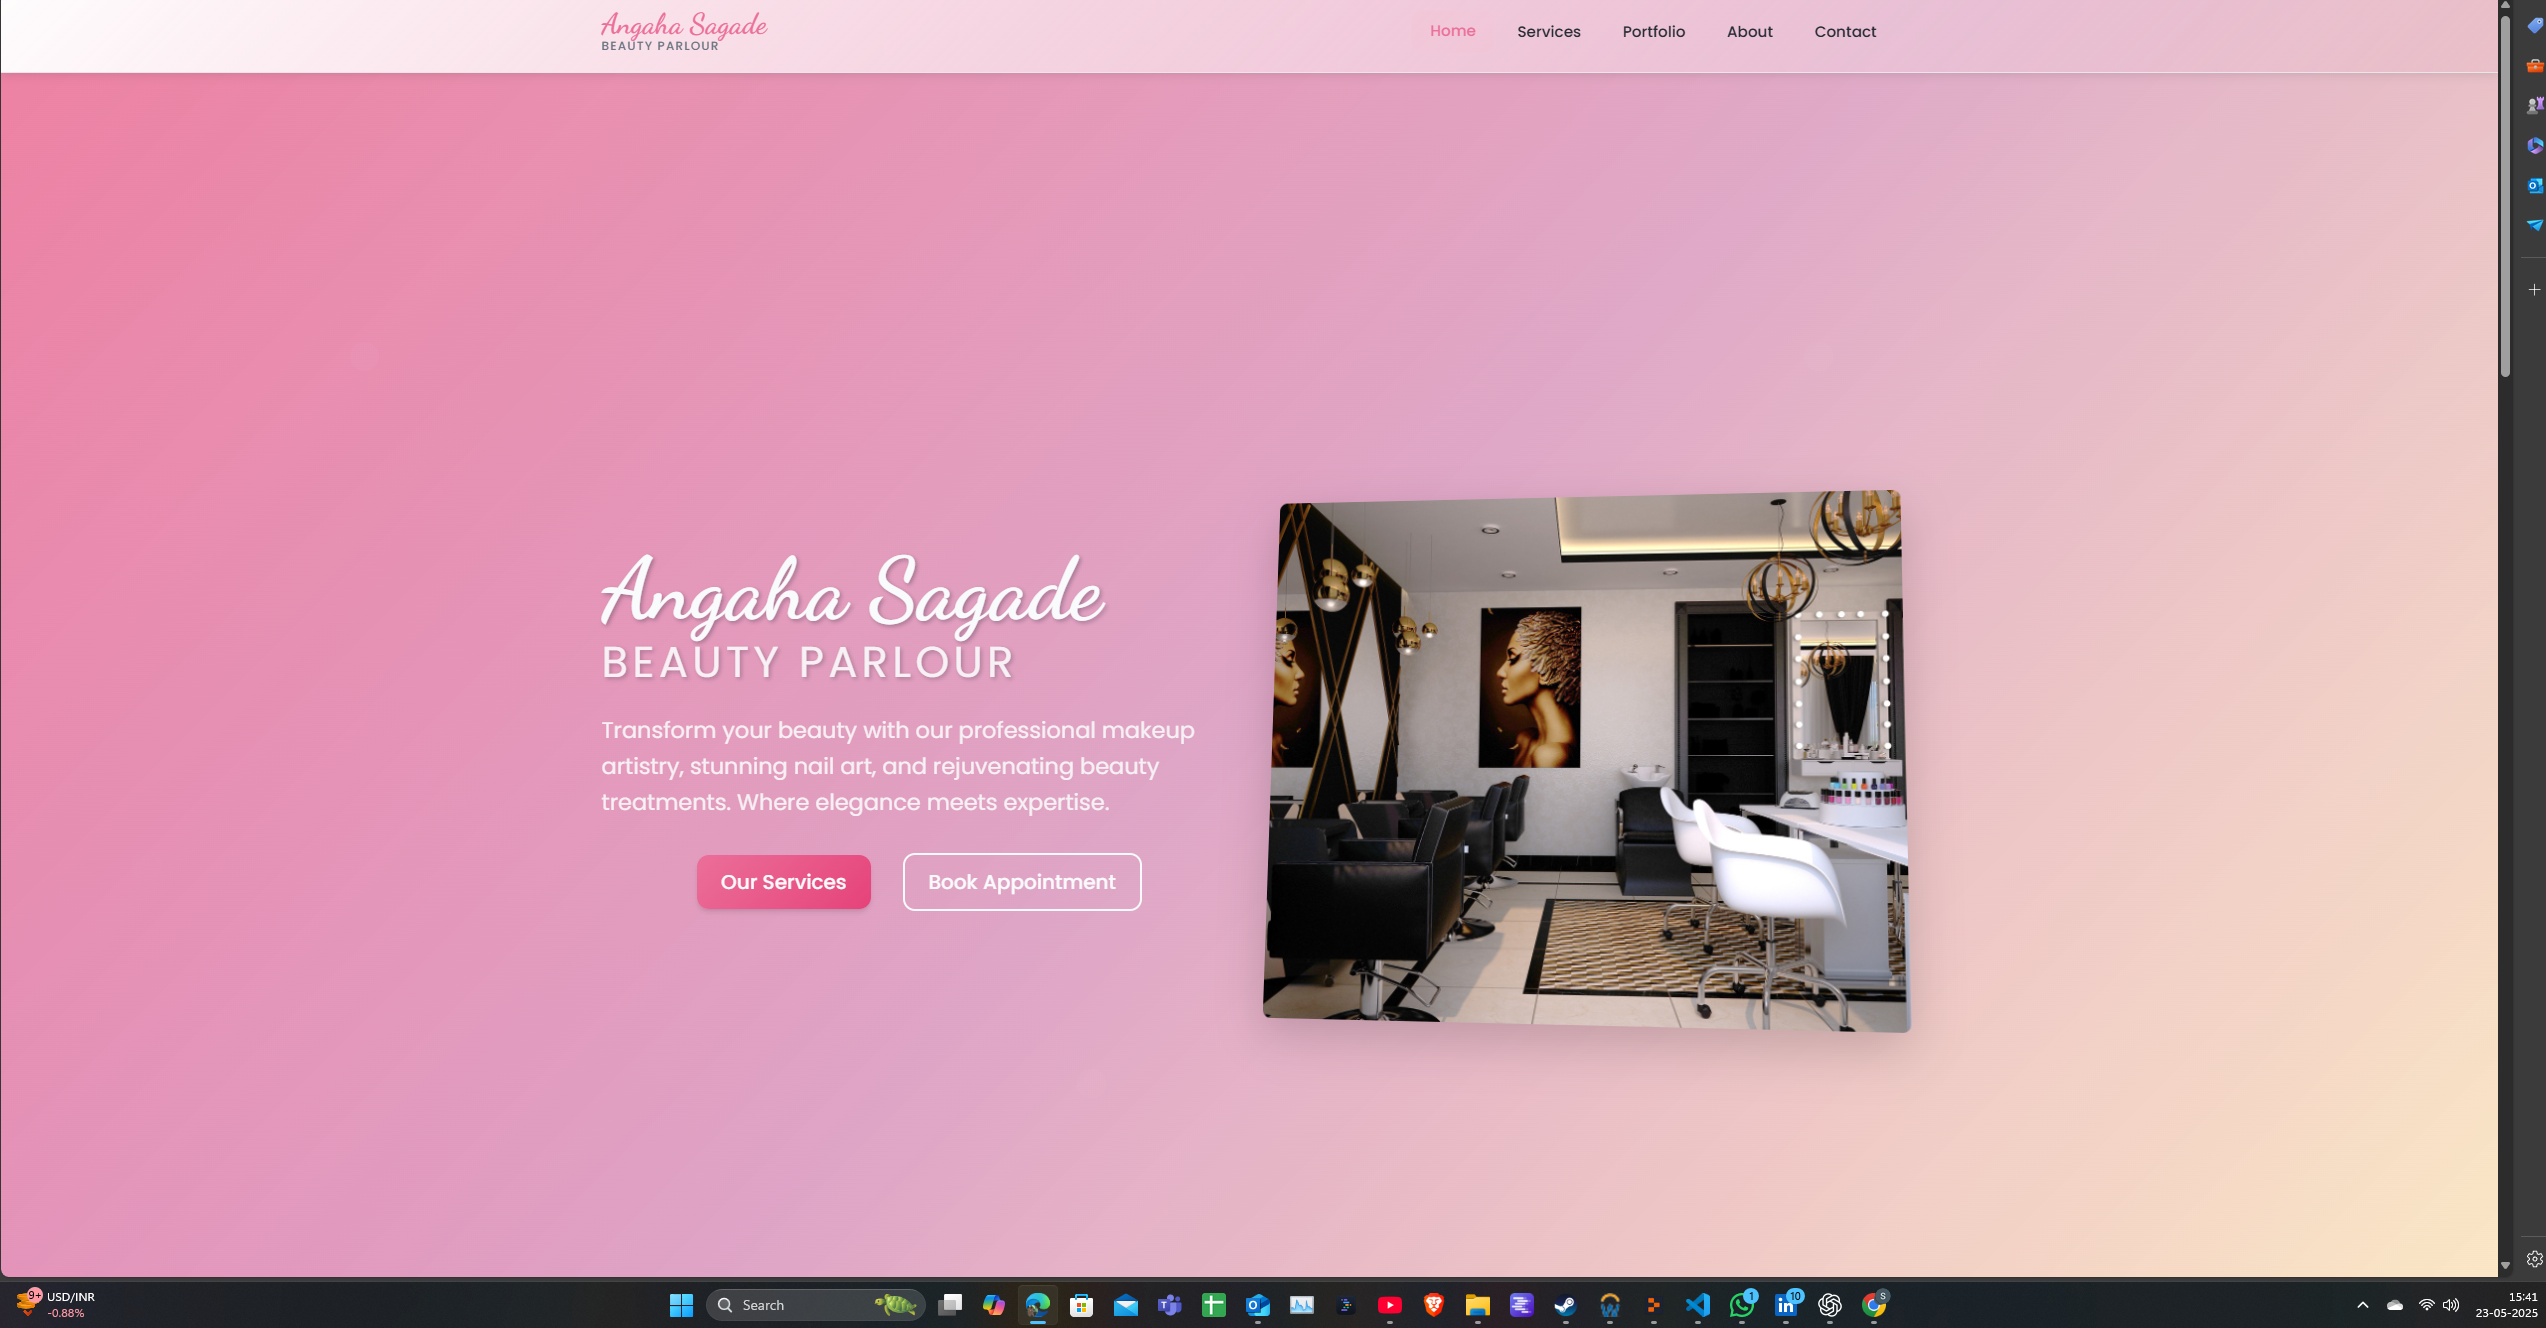 Angaha Sagade
BEAUTY PARLOUR
Home Services Portfolio About Contact
Angaha Sagade
BEAUTY PARLOUR
Transform your beauty with our professional makeup
artistry, stunning nail art, and rejuvenating beauty
treatments. Where elegance meets expertise.
Our Services Book Appointment
9+ USD/INR
-0.88%
Search
1
10
S
15:41
23-05-2025